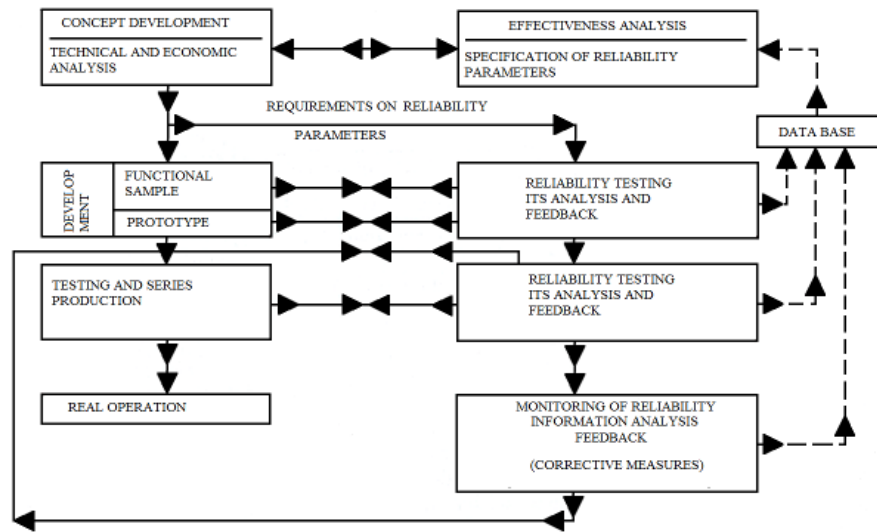 CONCEPT DEVELOPMENT
TECHNICAL AND ECONOMIC
ANALYSIS
EFFECTIVENESS ANALYSIS
SPECIFICATION OF RELIABILITY
PARAMETERS
REQUIREMENTS ON RELIABILITY
PARAMETERS
DATA BASE
DEVELOP
MENT
FUNCTIONAL
SAMPLE
PROTOTYPE
RELIABILITY TESTING
ITS ANALYSIS AND
FEEDBACK
TESTING AND SERIES
PRODUCTION
RELIABILITY TESTING
ITS ANALYSIS AND
FEEDBACK
REAL OPERATION
MONITORING OF RELIABILITY
INFORMATION ANALYSIS
FEEDBACK
(CORRECTIVE MEASURES)